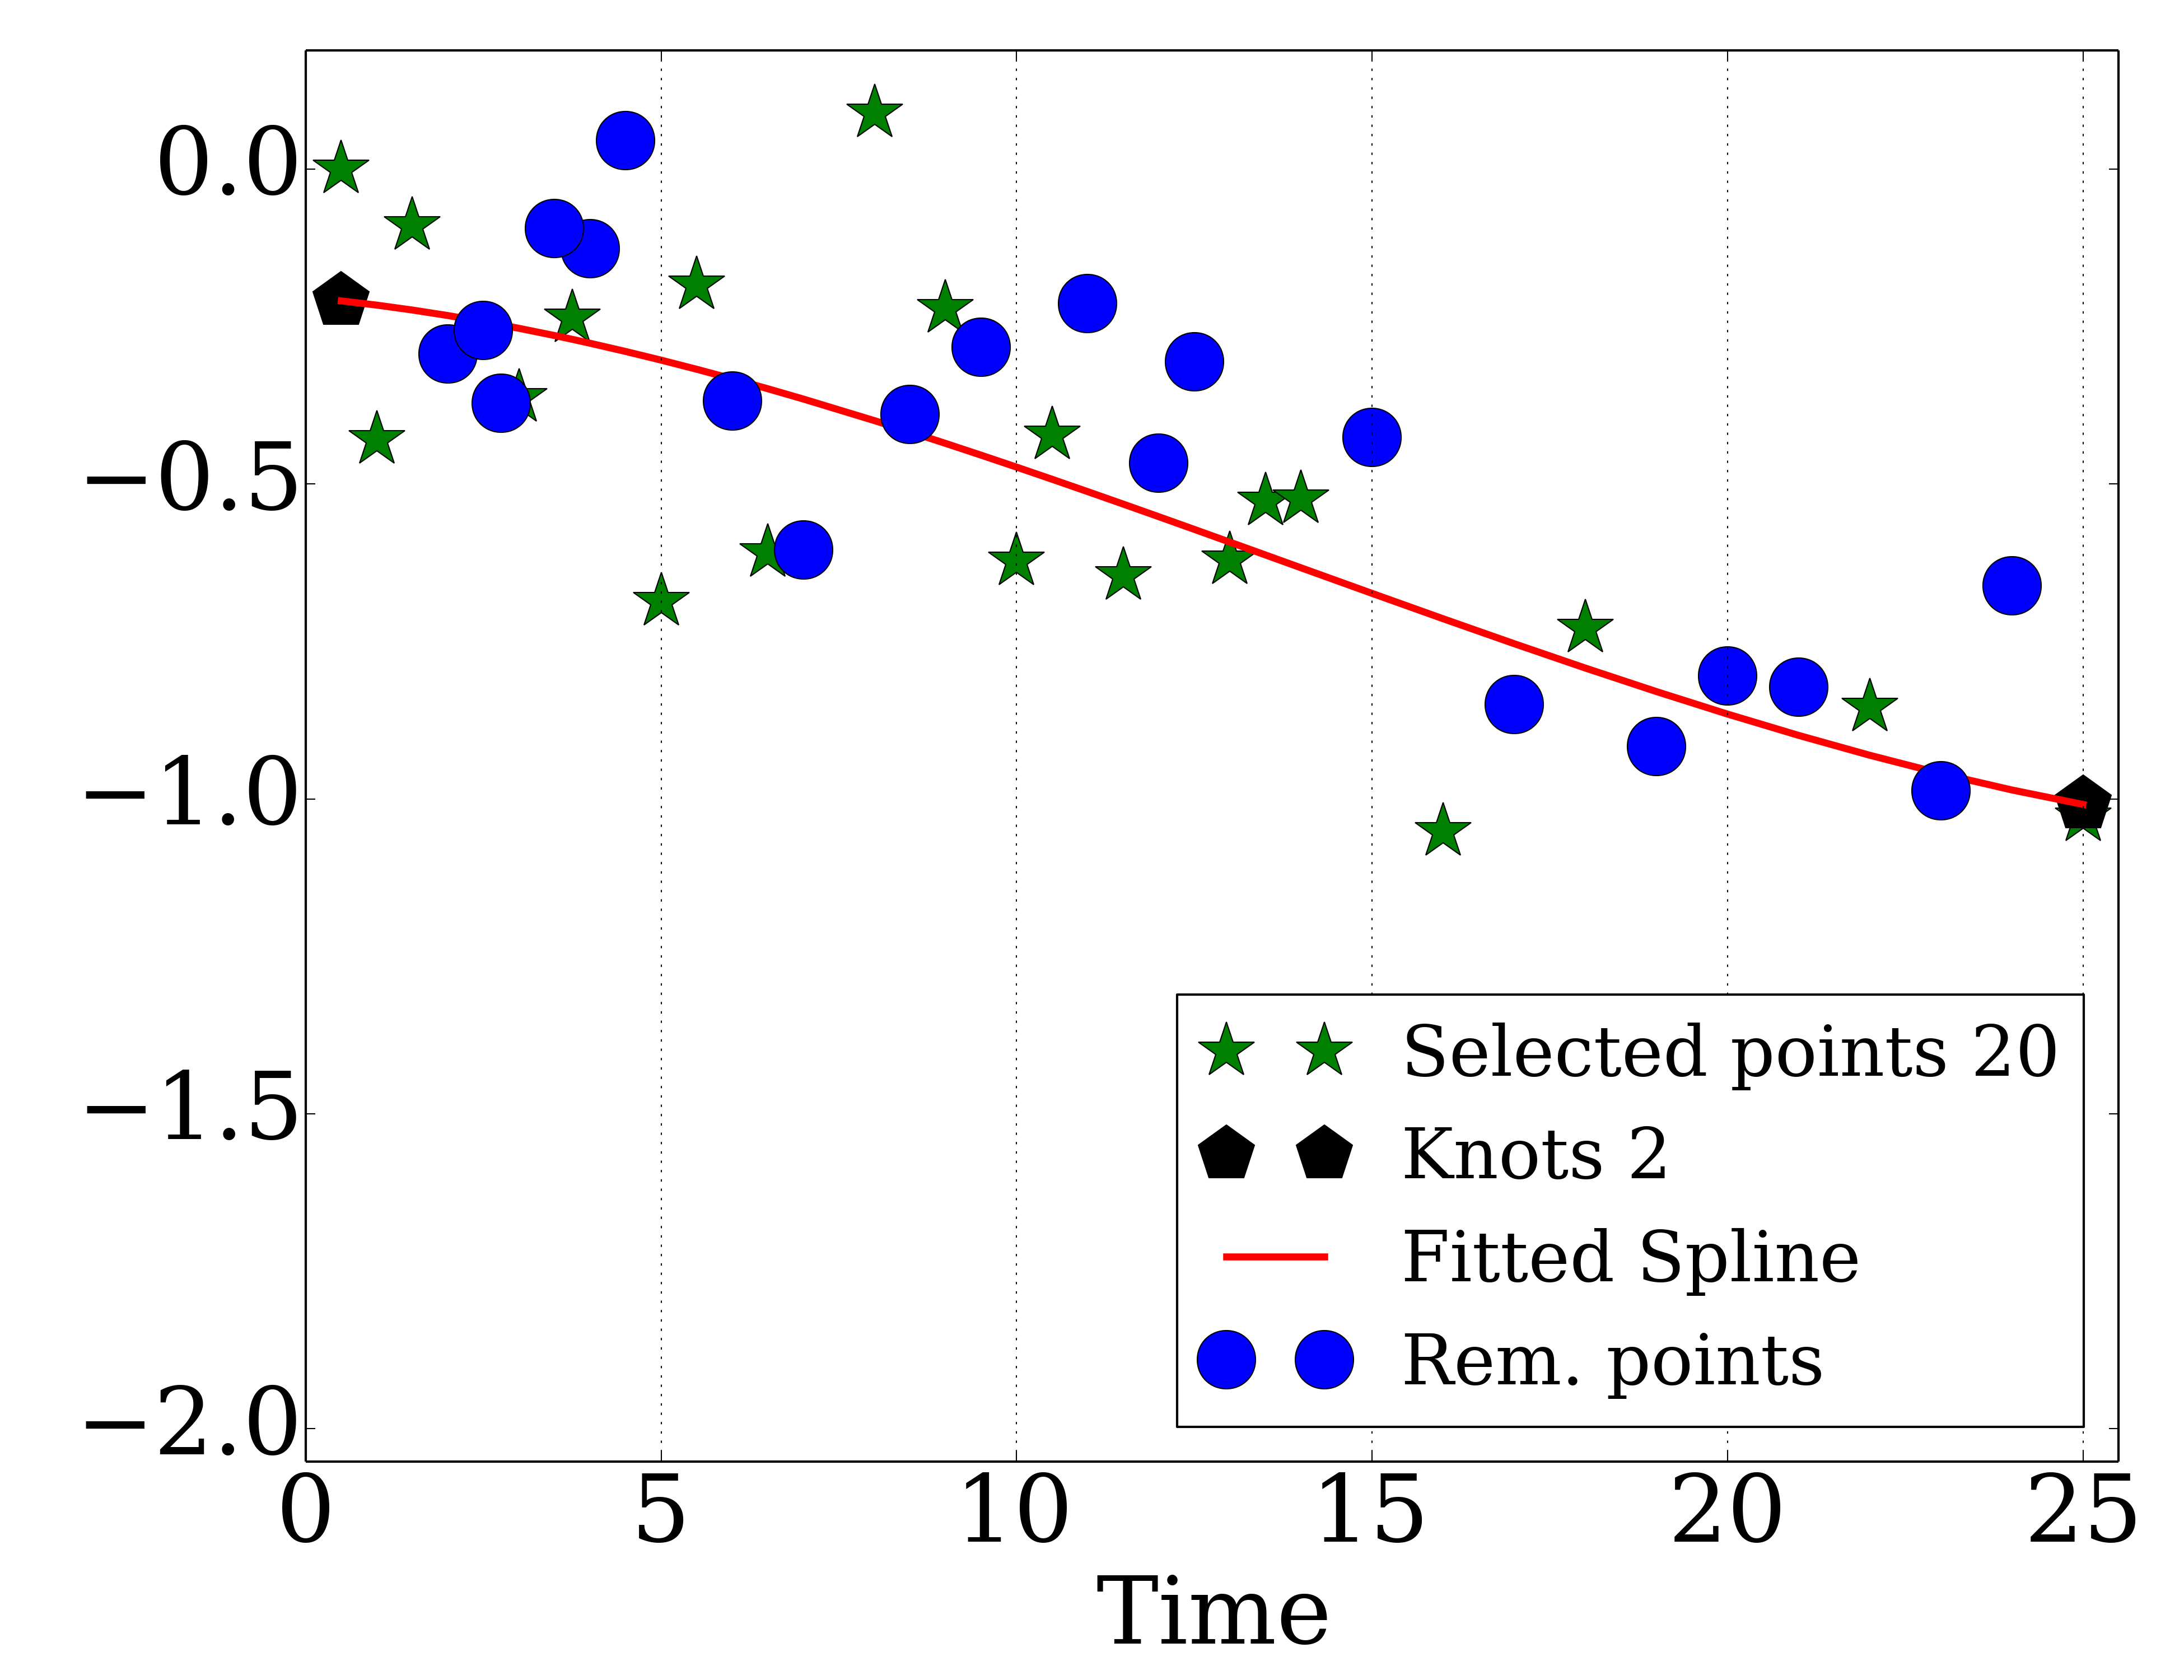 0.0
−0.5
−1.0
−1.5
−2.0
Selected points 20
Knots 2
Fitted Spline
Rem. points
0 5 10 15 20 25
Time